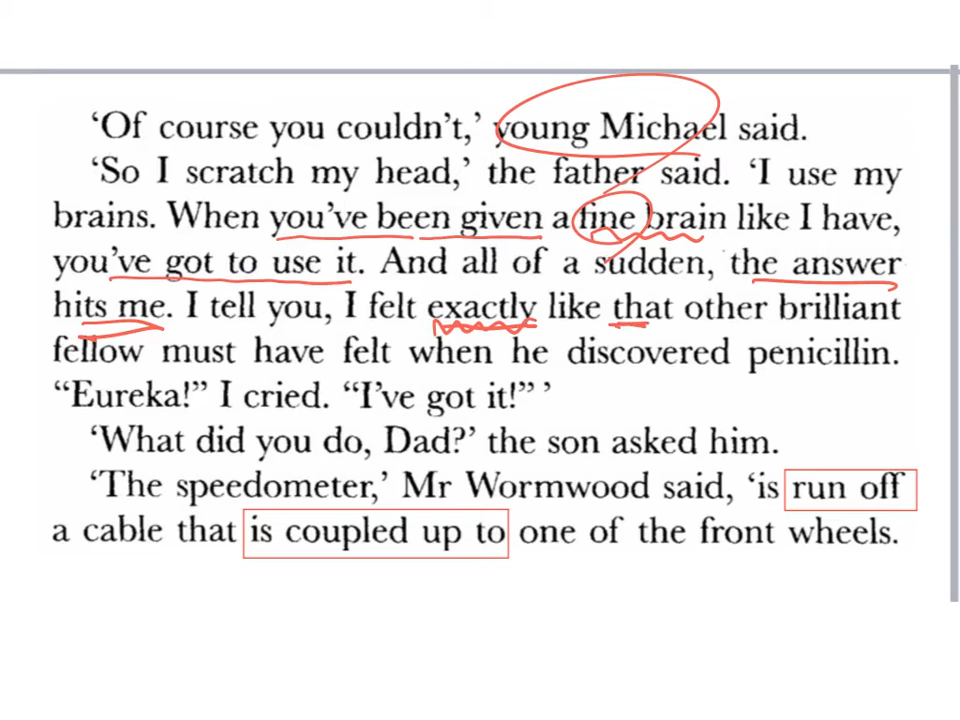 ‘Of course you couldn’t,’ young Michael said.
‘So I scratch my head,’ the father said. ‘I use my
brains. When you’ve been given a fine brain like I have,
you’ve got to use it. And all of a sudden, the answer
hits me. I tell you, I felt exactly like that other brilliant
fellow must have felt when he discovered penicillin.
“Eureka!” I cried. “I’ve got it!” ’
‘What did you do, Dad?’ the son asked him.
‘The speedometer,’ Mr Wormwood said, ‘is run off
a cable that is coupled up to one of the front wheels.